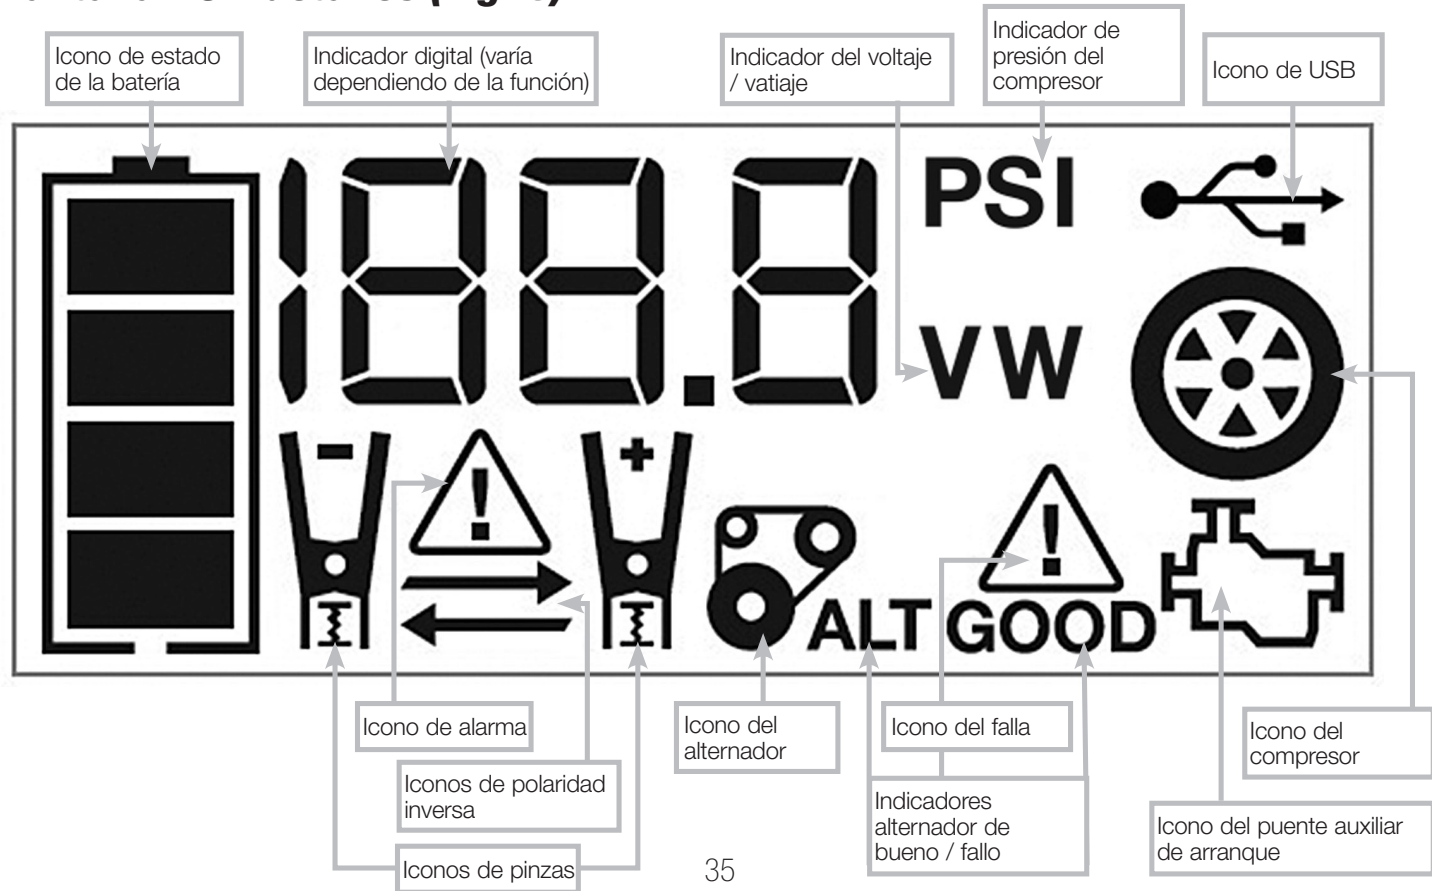 Icono de estado
de la batería
Indicador digital (varía
dependiendo de la función)
Indicador del voltaje
/ vatiaje
Indicador de
presión del
compresor
Icono de USB
188.8
PSI
VW
-
!
+
!
ALT GOOD
Icono de alarma
Icono del
alternador
Icono del falla
Icono del
compresor
Iconos de polaridad
inversa
Indicadores
alternador de
bueno / fallo
Icono del puente auxiliar
de arranque
Iconos de pinzas
35